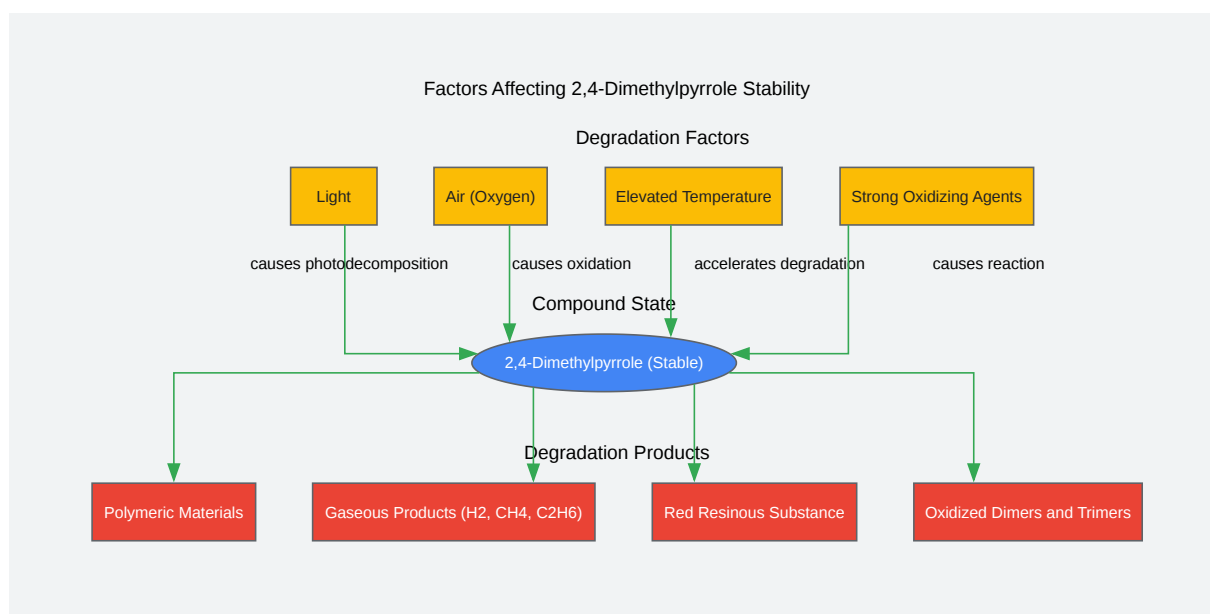 Factors Affecting 2,4-Dimethylpyrrole Stability
Degradation Factors
Light
Air (Oxygen)
Elevated Temperature
Strong Oxidizing Agents
causes photodecomposition
causes oxidation
accelerates degradation
causes reaction
Compound State
2,4-Dimethylpyrrole (Stable)
Degradation Products
Polymeric Materials
Gaseous Products (H2, CH4, C2H6)
Red Resinous Substance
Oxidized Dimers and Trimers